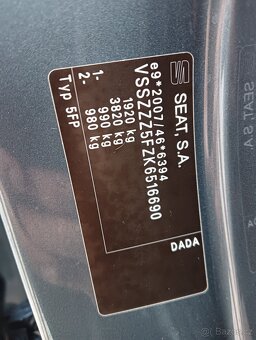 SEAT, S.A.
e9*2007/46*6394
VSSZZZ5FZK6516690
1920 kg
3820 kg
1- 990 kg
2- 980 kg
TYP 5FP
DADA